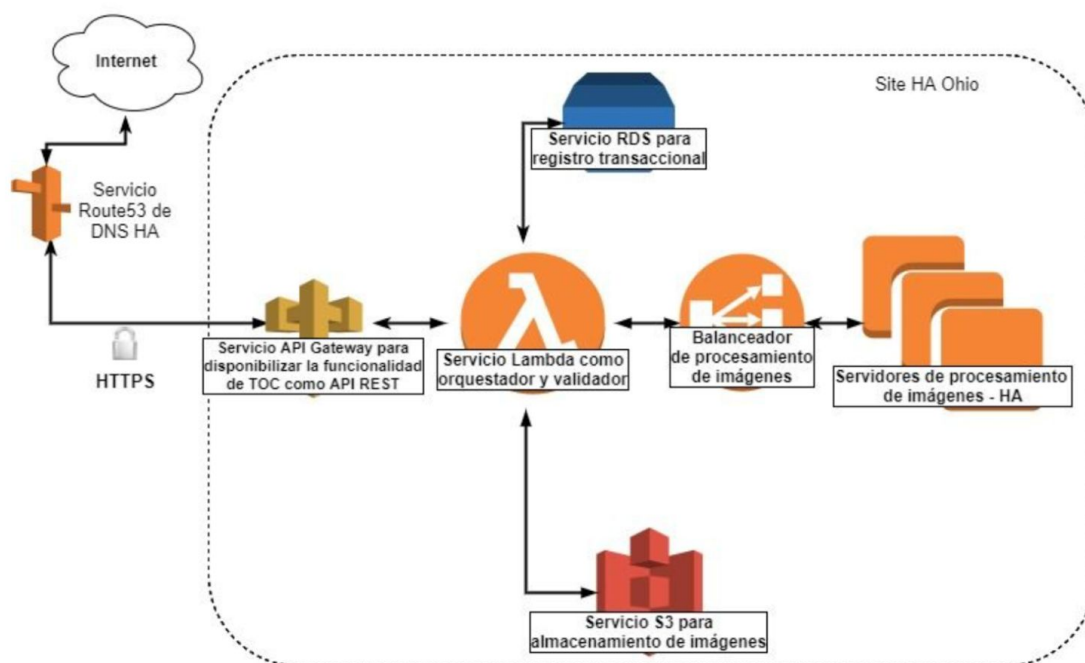 Internet
Site HA Ohio
Servicio RDS para
registro transaccional
Servicio
Route53 de
DNS HA
HTTPS
Servicio API Gateway para
disponibilizar la funcionalidad
de TOC como API REST
Servicio Lambda como
orquestador y validador
Balanceador
de procesamiento
de imágenes
Servidores de procesamiento
de imágenes - HA
Servicio S3 para
almacenamiento de imágenes